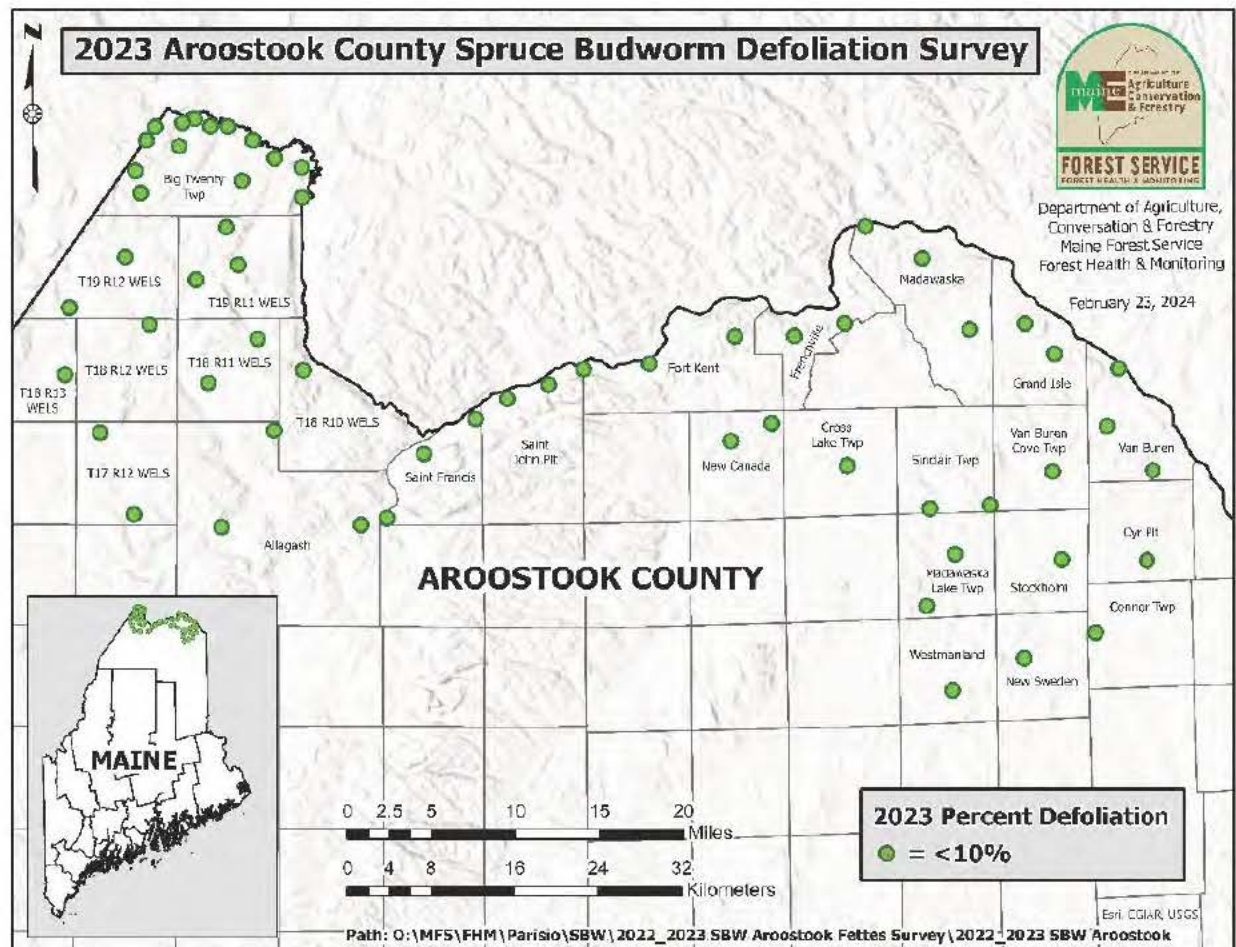 N
2023 Aroostook County Spruce Budworm Defoliation Survey
maine
DEPARTMENT OF
Agriculture
Conservation
& Forestry
FOREST SERVICE
FOREST HEALTH & MONITORING
Department of Agriculture,
Conversation & Forestry
Maine Forest Service
Forest Health & Monitoring
February 23, 2024
Big Twenty
Twp
T19 R12 WELS
T19 R11 WELS
T18 R13
WELS
T18 R12 WELS
T18 R11 WELS
T18 R10 WELS
T17 R12 WELS
Allagash
Saint Francis
Saint
John Plt
Fort Kent
Frenchville
Madawaska
Grand Isle
New Canada
Cross
Lake Twp
Sinclair Twp
Van Buren
Cove Twp
Van Buren
Cyr Plt
Madawaska
Lake Twp
Stockholm
Connor Twp
Westmanland
New Sweden
AROOSTOOK COUNTY
MAINE
0 2.5 5 10 15 20
Miles
0 4 8 16 24 32
Kilometers
2023 Percent Defoliation
= <10%
Esri, CGIAR, USGS
Path: O:\MFS\FHM\Parisio\SBW\2022_2023 SBW Aroostook Fettes Survey\2022_2023 SBW Aroostook